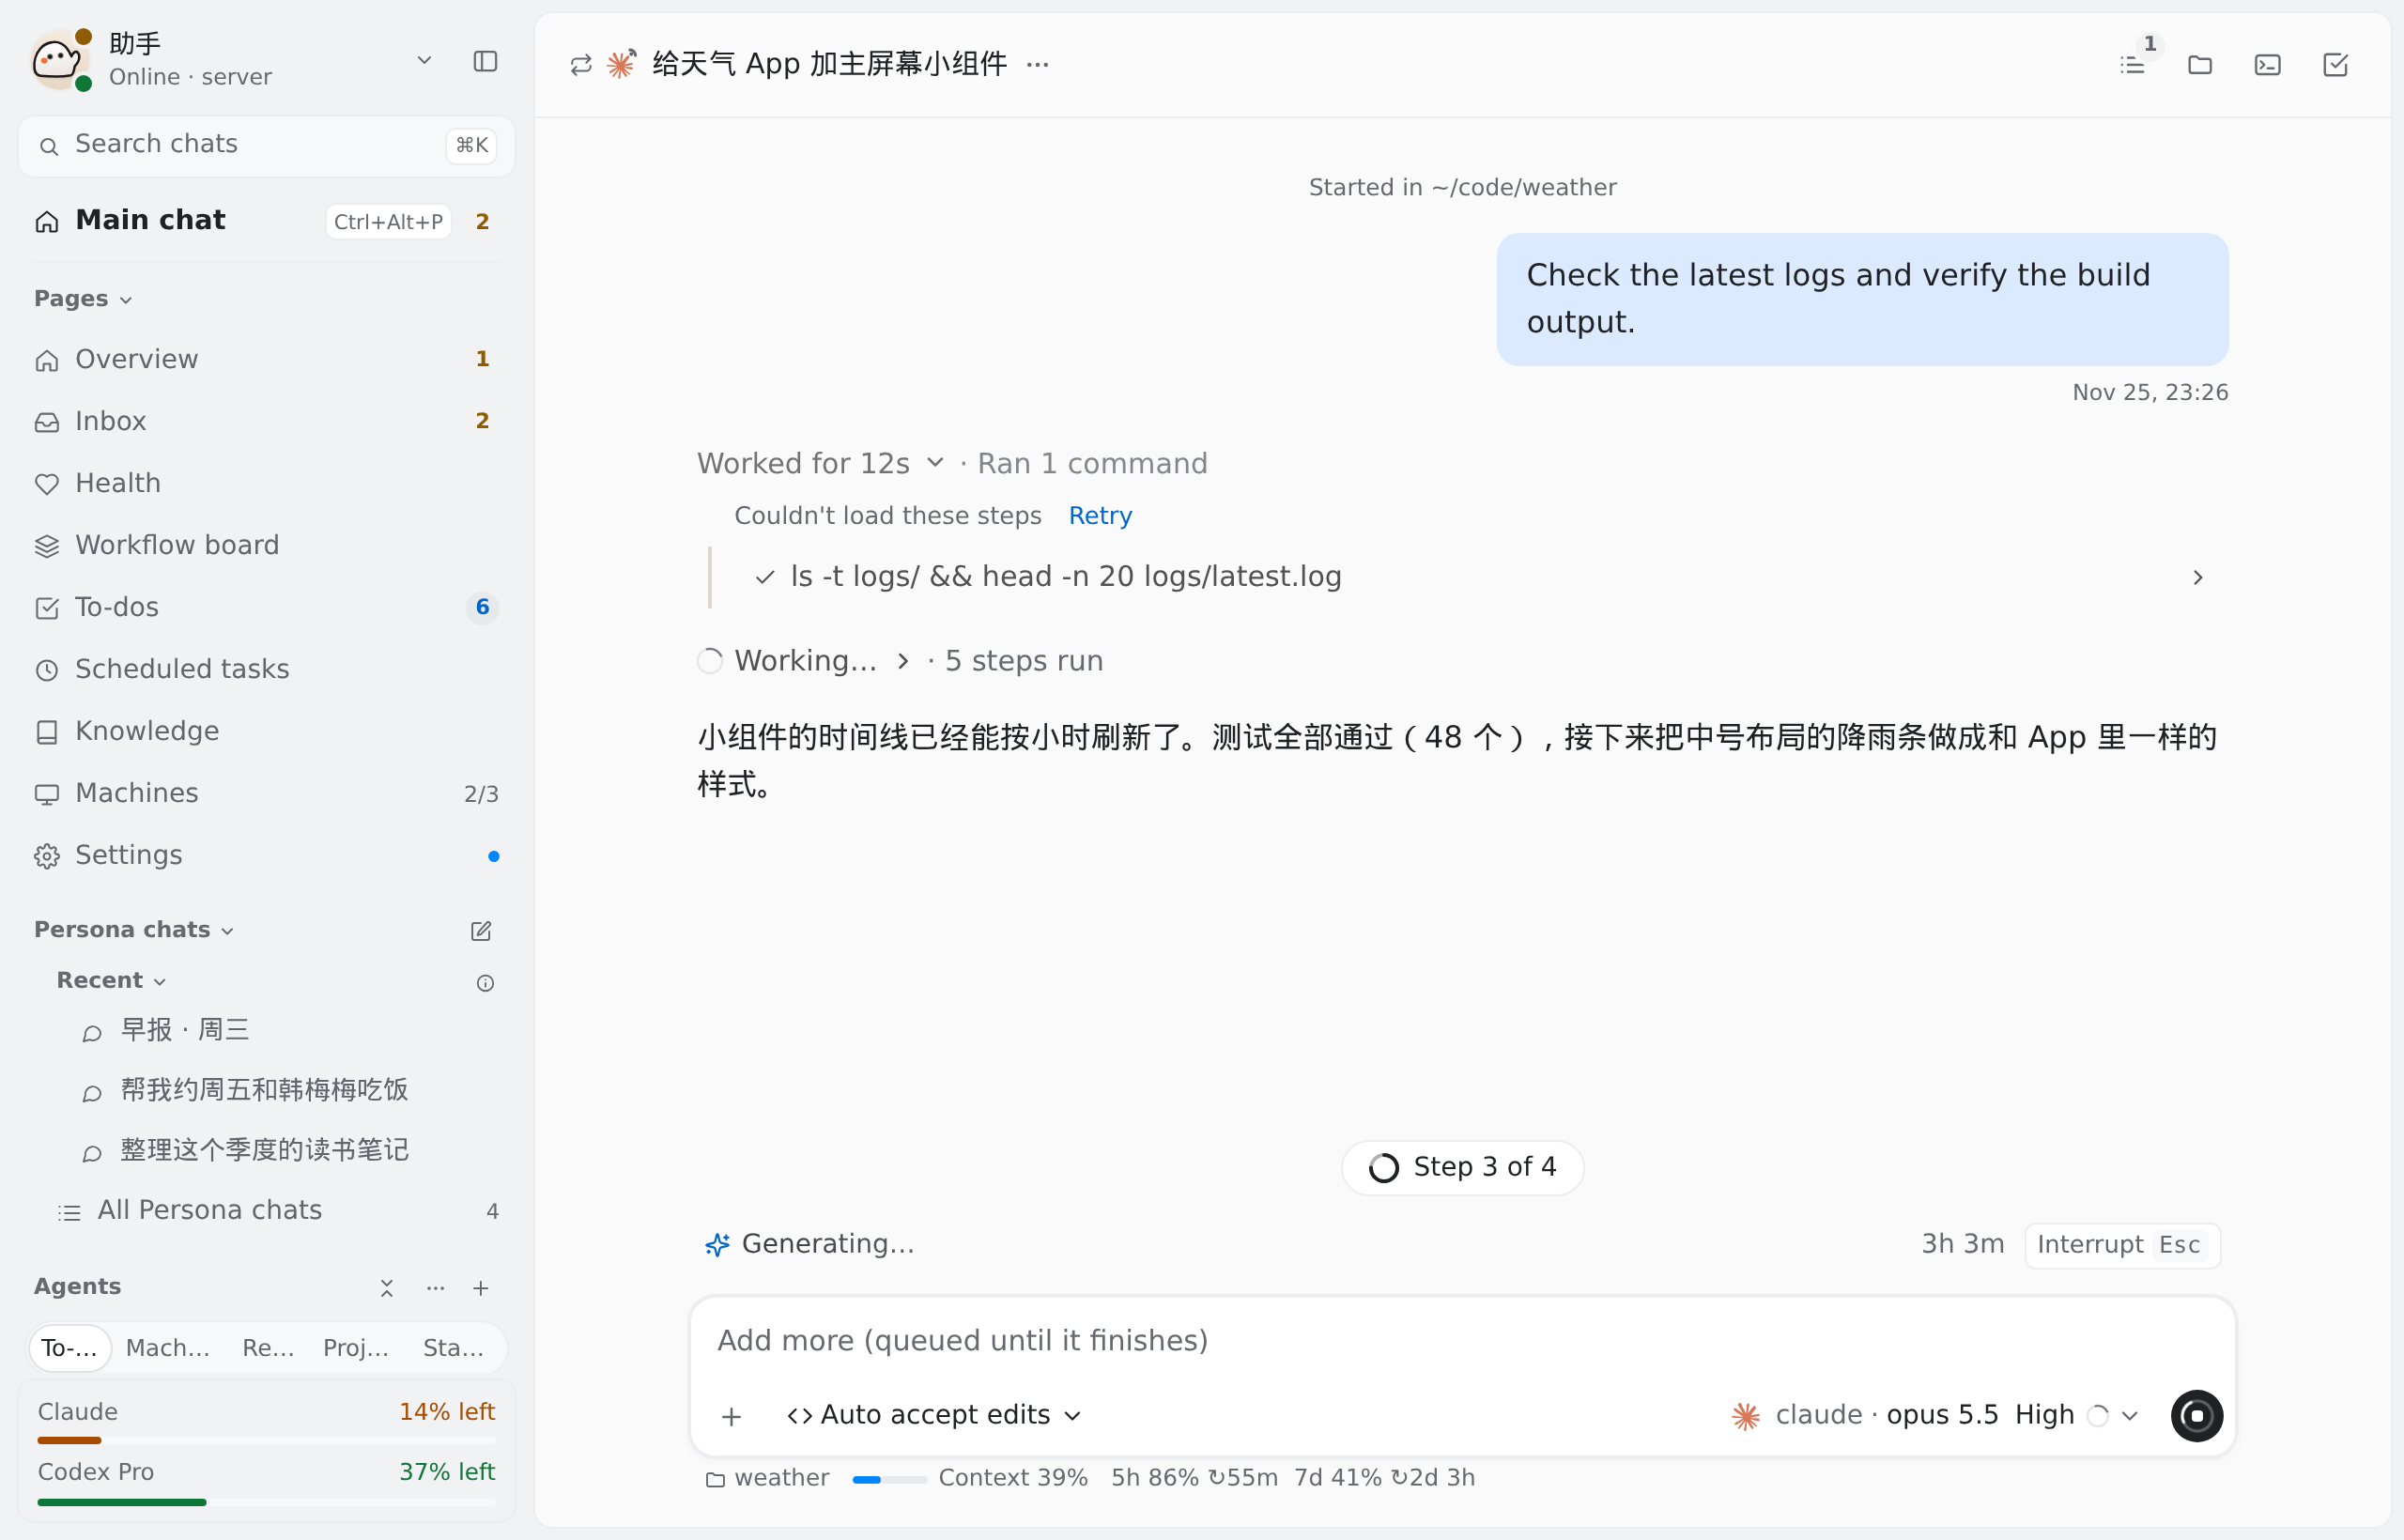 助手
Online · server
Search chats ⌘K
Main chat Ctrl+Alt+P 2
Pages
Overview 1
Inbox 2
Health
Workflow board
To-dos 6
Scheduled tasks
Knowledge
Machines 2/3
Settings
Persona chats
Recent
早报 · 周三
帮我约周五和韩梅梅吃饭
整理这个季度的读书笔记
All Persona chats 4
Agents
To-... Mach... Re... Proj... Sta...
Claude 14% left
Codex Pro 37% left
给天气 App 加主屏幕小组件 ···
1
Started in ~/code/weather
Check the latest logs and verify the build
output.
Nov 25, 23:26
Worked for 12s · Ran 1 command
Couldn't load these steps Retry
ls -t logs/ && head -n 20 logs/latest.log
Working... · 5 steps run
小组件的时间线已经能按小时刷新了。测试全部通过（48 个），接下来把中号布局的降雨条做成和 App 里一样的
样式。
Step 3 of 4
Generating... 3h 3m Interrupt Esc
Add more (queued until it finishes)
Auto accept edits claude · opus 5.5 High
weather Context 39% 5h 86% ↻55m 7d 41% ↻2d 3h